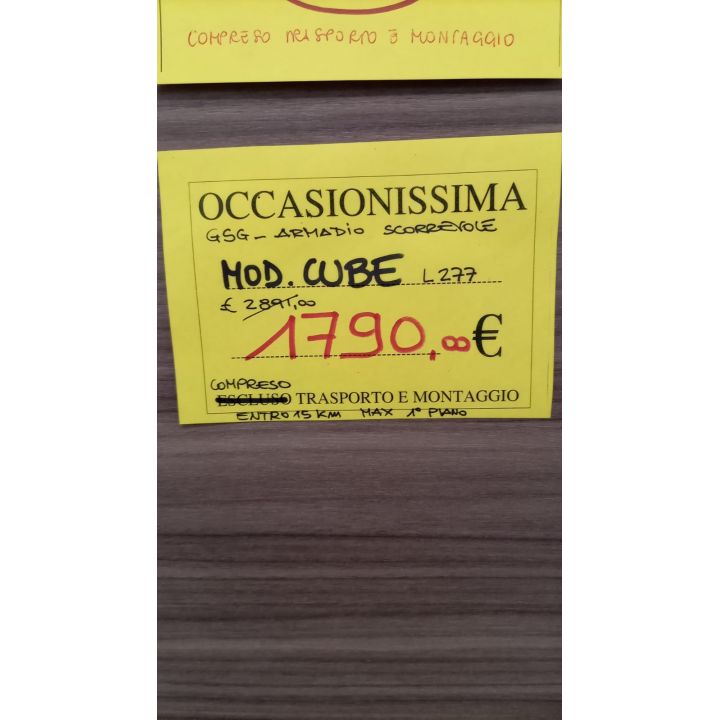 COMPRESO TRASPORTO E MONTAGGIO
OCCASIONISSIMA
GSG - ARMADIO SCORREVOLE
MOD. CUBE L 277
£ 2891,00
1790,00€
COMPRESO
ESCLUSO TRASPORTO E MONTAGGIO
ENTRO 15 KM MAX 1° PIANO